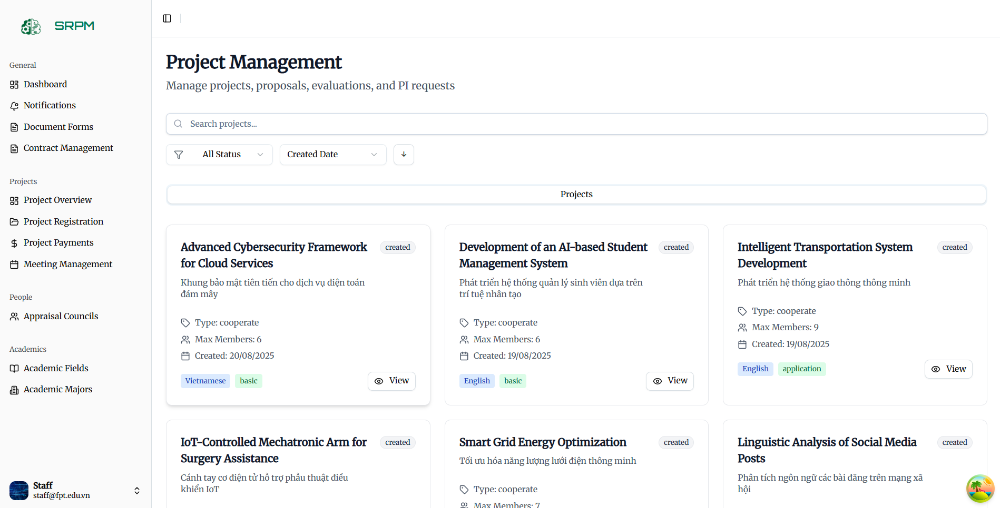 SRPM
General
Dashboard
Notifications
Document Forms
Contract Management
Projects
Project Overview
Project Registration
Project Payments
Meeting Management
People
Appraisal Councils
Academics
Academic Fields
Academic Majors
Staff
staff@fpt.edu.vn
Project Management
Manage projects, proposals, evaluations, and PI requests
Search projects...
All Status
Created Date
Projects
Advanced Cybersecurity Framework
for Cloud Services
created
Khung bảo mật tiên tiến cho dịch vụ điện toán
đám mây
Type: cooperate
Max Members: 6
Created: 20/08/2025
Vietnamese
basic
View
Development of an AI-based Student
Management System
created
Phát triển hệ thống quản lý sinh viên dựa trên
trí tuệ nhân tạo
Type: cooperate
Max Members: 6
Created: 19/08/2025
English
basic
View
Intelligent Transportation System
Development
created
Phát triển hệ thống giao thông thông minh
Type: cooperate
Max Members: 9
Created: 19/08/2025
English
application
View
IoT-Controlled Mechatronic Arm for
Surgery Assistance
created
Cánh tay cơ điện tử hỗ trợ phẫu thuật điều
khiển IoT
Smart Grid Energy Optimization
created
Tối ưu hóa năng lượng lưới điện thông minh
Type: cooperate
Max Members: 7
Linguistic Analysis of Social Media
Posts
created
Phân tích ngôn ngữ các bài đăng trên mạng xã
hội